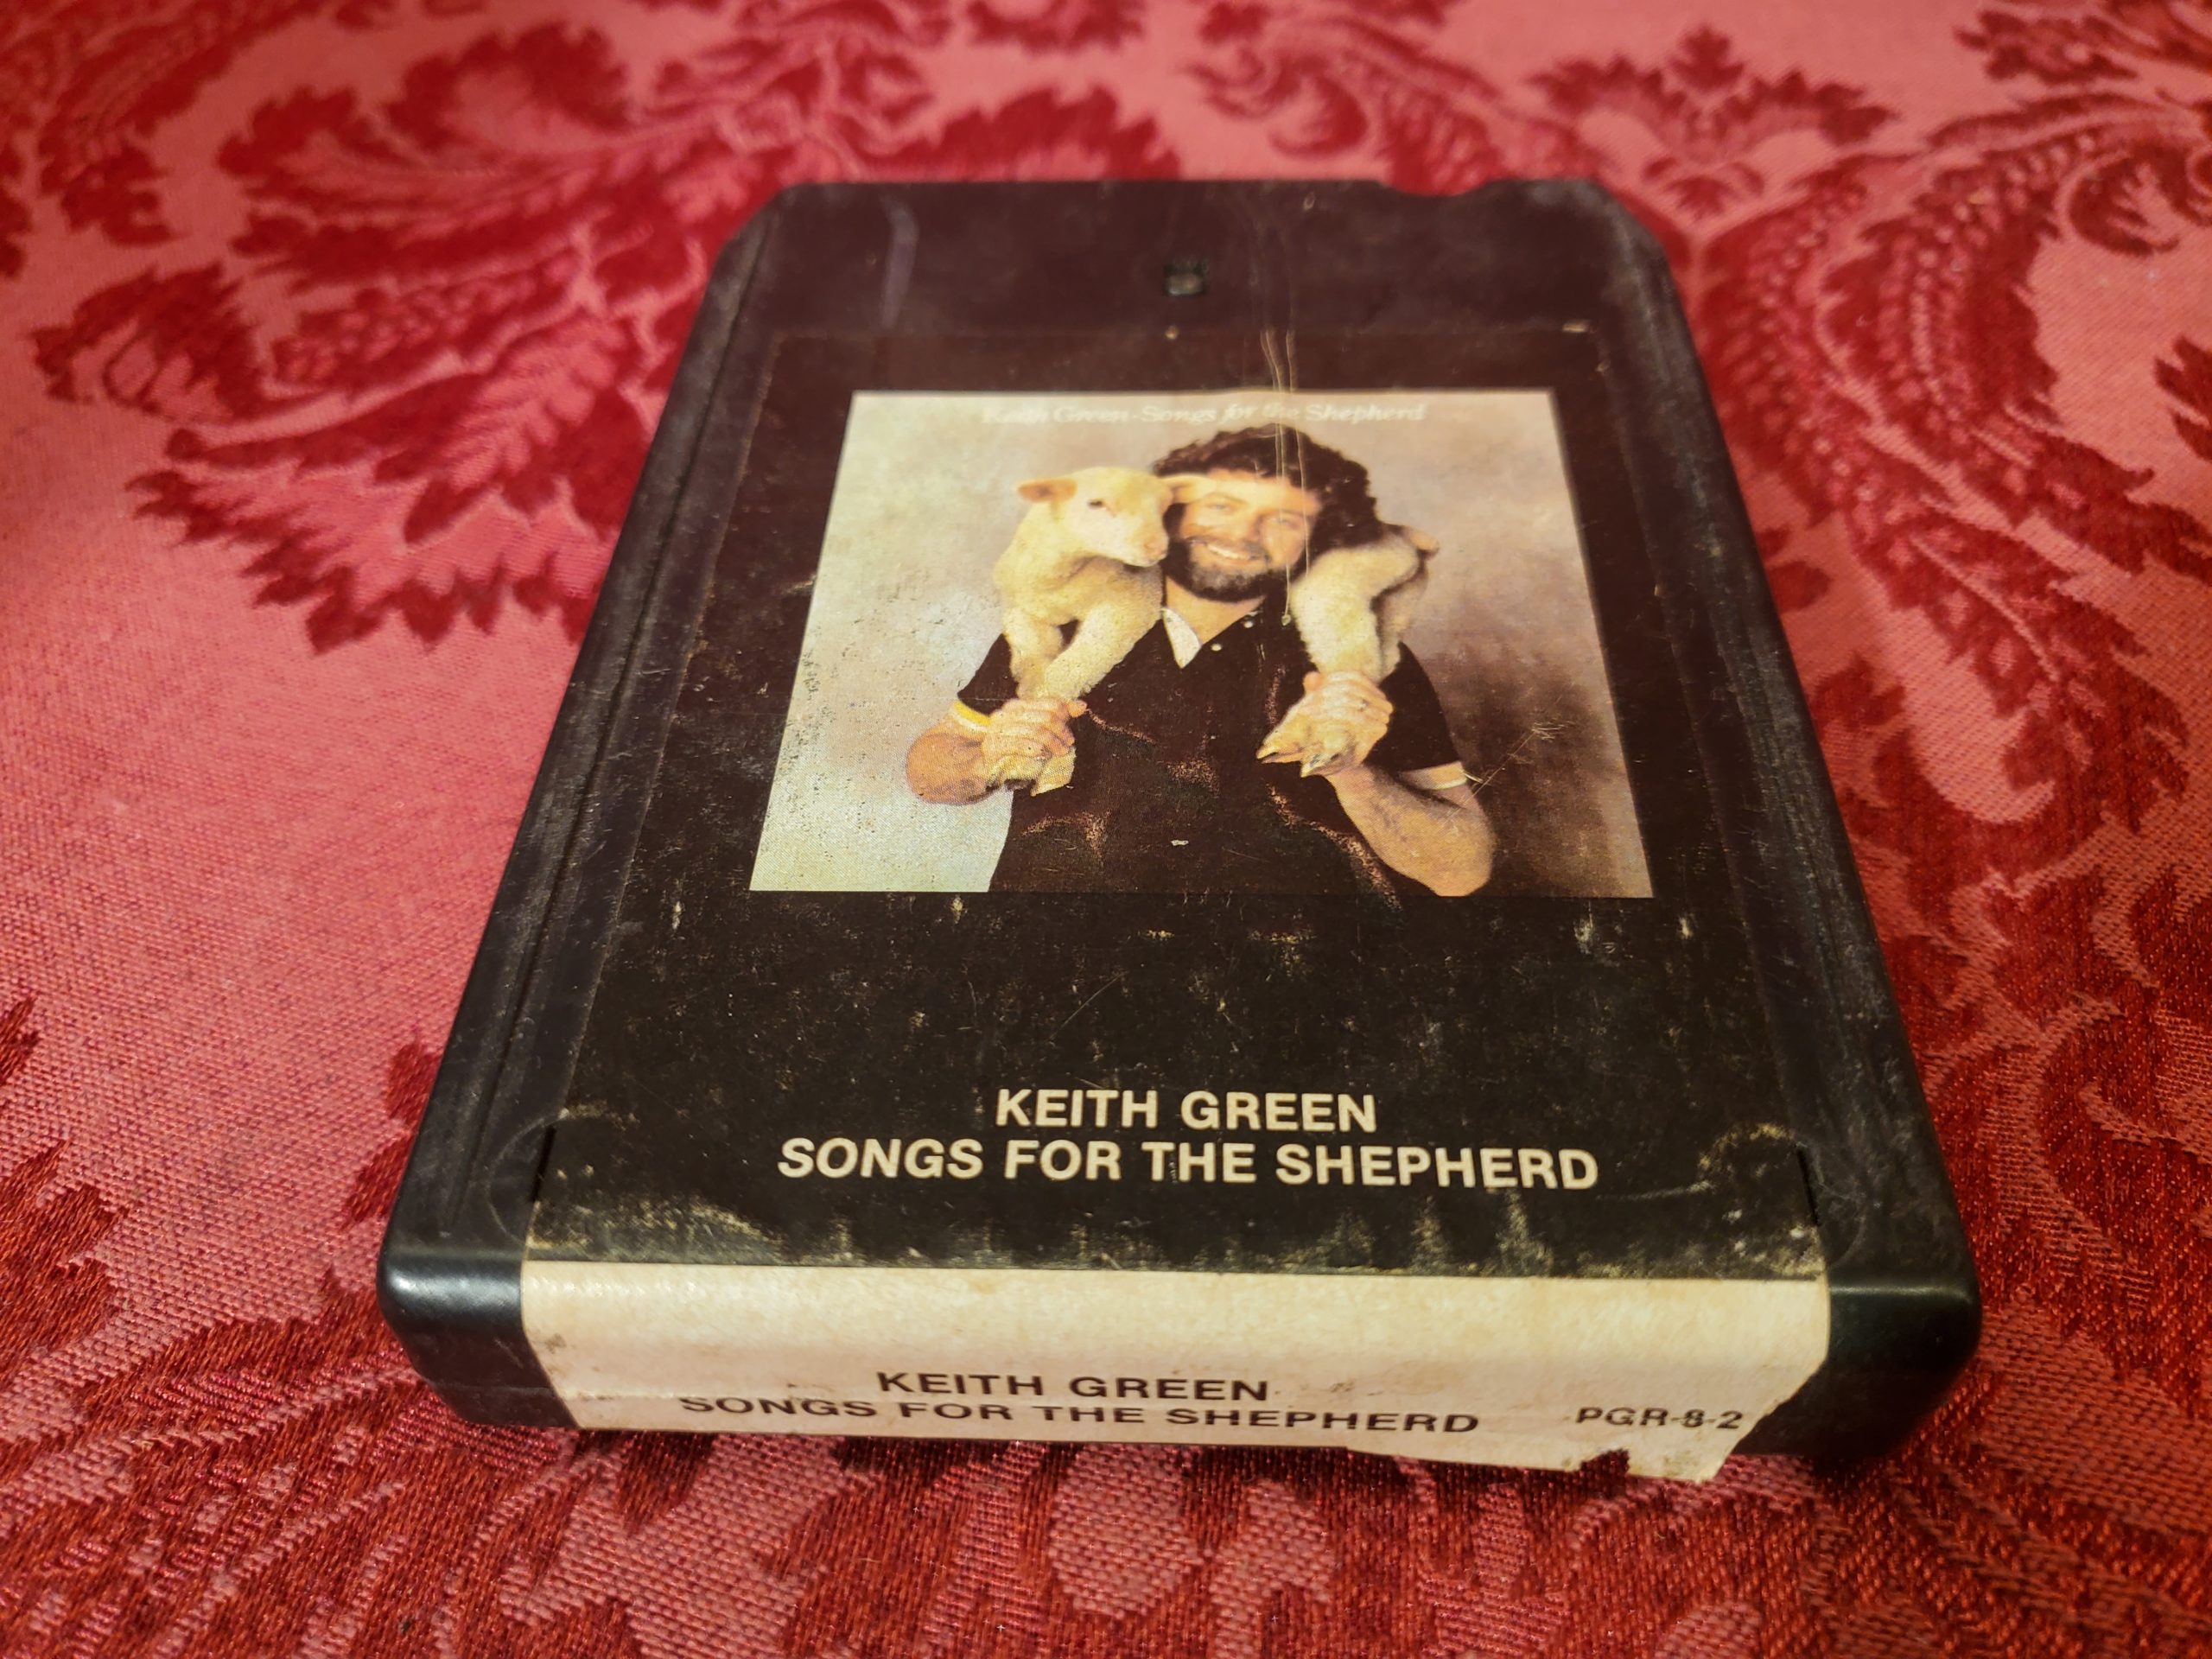 Keith Green-Songs for the Shepherd
KEITH GREEN
SONGS FOR THE SHEPHERD
KEITH GREEN
SONGS FOR THE SHEPHERD
PGR-8-2